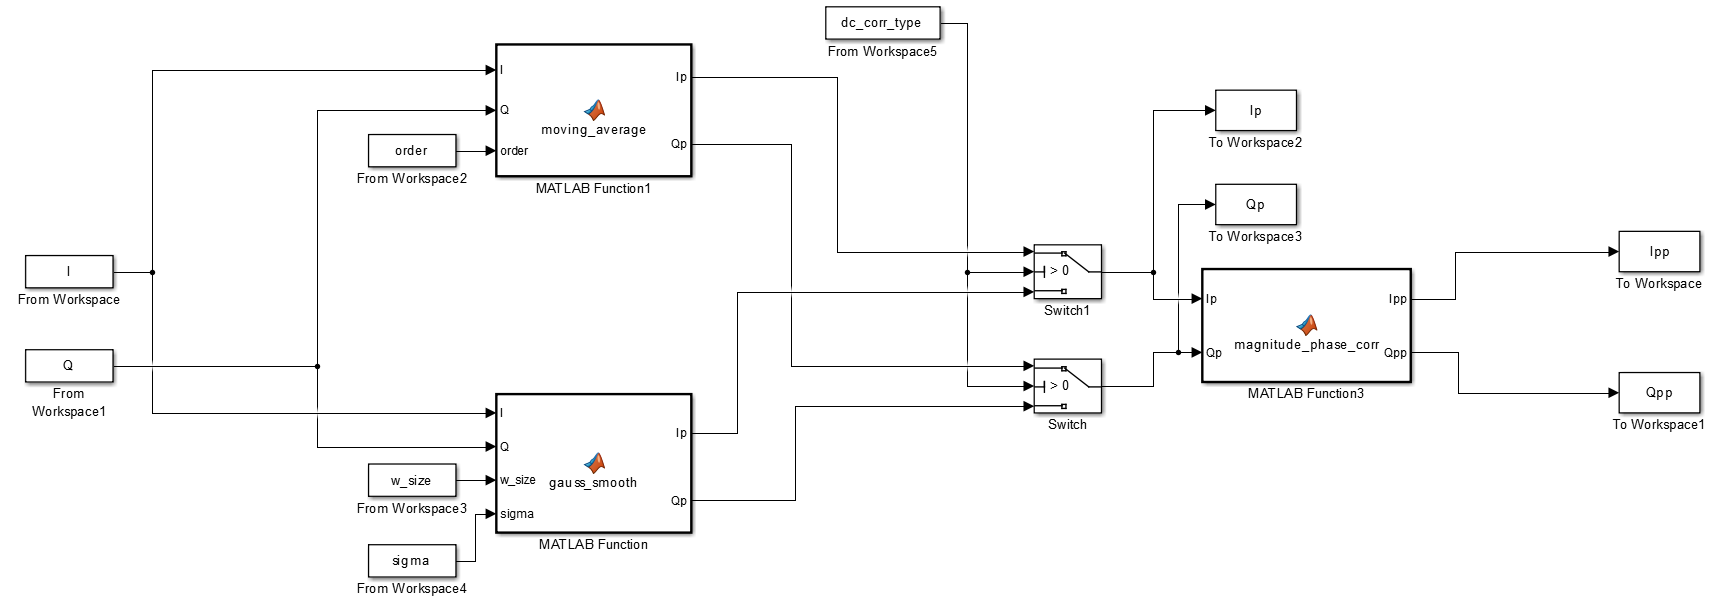 dc_corr_type
From Workspace5
I
Q
order
moving_average
Ip
Qp
MATLAB Function1
order
From Workspace2
Ip
To Workspace2
Qp
To Workspace3
I
From Workspace
Q
From
Workspace1
> 0
Switch1
> 0
Switch
Ip
Qp
magnitude_phase_corr
Ipp
Qpp
MATLAB Function3
Ipp
To Workspace
Qpp
To Workspace1
I
Q
w_size
sigma
gauss_smooth
Ip
Qp
MATLAB Function
w_size
From Workspace3
sigma
From Workspace4